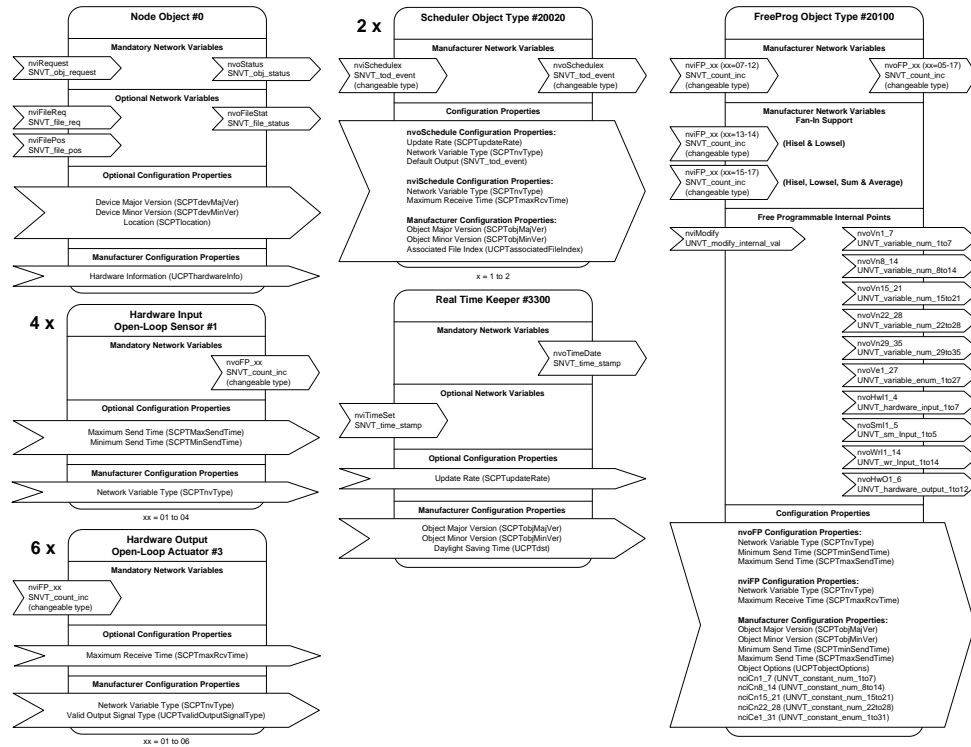 Node Object #0
Mandatory Network Variables
nviRequest
SNVT_obj_request
nvoStatus
SNVT_obj_status
Optional Network Variables
nviFileReq
SNVT_file_req
nvoFileStat
SNVT_file_status
nviFilePos
SNVT_file_pos
Optional Configuration Properties
Device Major Version (SCPTdevMajVer)
Device Minor Version (SCPTdevMinVer)
Location (SCPTlocation)
Manufacturer Configuration Properties
Hardware Information (UCPThardwareInfo)
4 x
Hardware Input
Open-Loop Sensor #1
Mandatory Network Variables
nvoFP_xx
SNVT_count_inc
(changeable type)
Optional Configuration Properties
Maximum Send Time (SCPTMaxSendTime)
Minimum Send Time (SCPTMinSendTime)
Manufacturer Configuration Properties
Network Variable Type (SCPTnvType)
xx = 01 to 04
6 x
Hardware Output
Open-Loop Actuator #3
Mandatory Network Variables
nviFP_xx
SNVT_count_inc
(changeable type)
Optional Configuration Properties
Maximum Receive Time (SCPTmaxRcvTime)
Manufacturer Configuration Properties
Network Variable Type (SCPTnvType)
Valid Output Signal Type (UCPTvalidOutputSignalType)
xx = 01 to 06
2 x
Scheduler Object Type #20020
Manufacturer Network Variables
nviSchedulex
SNVT_tod_event
(changeable type)
nvoSchedulex
SNVT_tod_event
(changeable type)
Configuration Properties
nvoSchedule Configuration Properties:
Update Rate (SCPTupdateRate)
Network Variable Type (SCPTnvType)
Default Output (SNVT_tod_event)
nviSchedule Configuration Properties:
Network Variable Type (SCPTnvType)
Maximum Receive Time (SCPTmaxRcvTime)
Manufacturer Configuration Properties:
Object Major Version (SCPTobjMajVer)
Object Minor Version (SCPTobjMinVer)
Associated File Index (UCPTassociatedFileIndex)
x = 1 to 2
Real Time Keeper #3300
Mandatory Network Variables
nvoTimeDate
SNVT_time_stamp
Optional Network Variables
nviTimeSet
SNVT_time_stamp
Optional Configuration Properties
Update Rate (SCPTupdateRate)
Manufacturer Configuration Properties
Object Major Version (SCPTobjMajVer)
Object Minor Version (SCPTobjMinVer)
Daylight Saving Time (UCPTdst)
FreeProg Object Type #20100
Manufacturer Network Variables
nviFP_xx (xx=07-12)
SNVT_count_inc
(changeable type)
nvoFP_xx (xx=05-17)
SNVT_count_inc
(changeable type)
Manufacturer Network Variables
Fan-In Support
nviFP_xx (xx=13-14)
SNVT_count_inc
(changeable type)
(Hisel & Lowsel)
nviFP_xx (xx=15-17)
SNVT_count_inc
(changeable type)
(Hisel, Lowsel, Sum & Average)
Free Programmable Internal Points
nviModify
UNVT_modify_internal_val
nvoVn1_7
UNVT_variable_num_1to7
nvoVn8_14
UNVT_variable_num_8to14
nvoVn15_21
UNVT_variable_num_15to21
nvoVn22_28
UNVT_variable_num_22to28
nvoVn29_35
UNVT_variable_num_29to35
nvoVe1_27
UNVT_variable_enum_1to27
nvoHwI1_4
UNVT_hardware_input_1to7
nvoSmI1_5
UNVT_sm_Input_1to5
nvoWrI1_14
UNVT_wr_Input_1to14
nvoHwO1_6
UNVT_hardware_output_1to12
Configuration Properties
nvoFP Configuration Properties:
Network Variable Type (SCPTnvType)
Minimum Send Time (SCPTminSendTime)
Maximum Send Time (SCPTmaxSendTime)
nviFP Configuration Properties:
Network Variable Type (SCPTnvType)
Maximum Receive Time (SCPTmaxRcvTime)
Manufacturer Configuration Properties:
Object Major Version (SCPTobjMajVer)
Object Minor Version (SCPTobjMinVer)
Minimum Send Time (SCPTminSendTime)
Maximum Send Time (SCPTmaxSendTime)
Object Options (UCPTobjectOptions)
nciCn1_7 (UNVT_constant_num_1to7)
nciCn8_14 (UNVT_constant_num_8to14)
nciCn15_21 (UNVT_constant_num_15to21)
nciCn22_28 (UNVT_constant_num_22to28)
nciCe1_31 (UNVT_constant_enum_1to31)